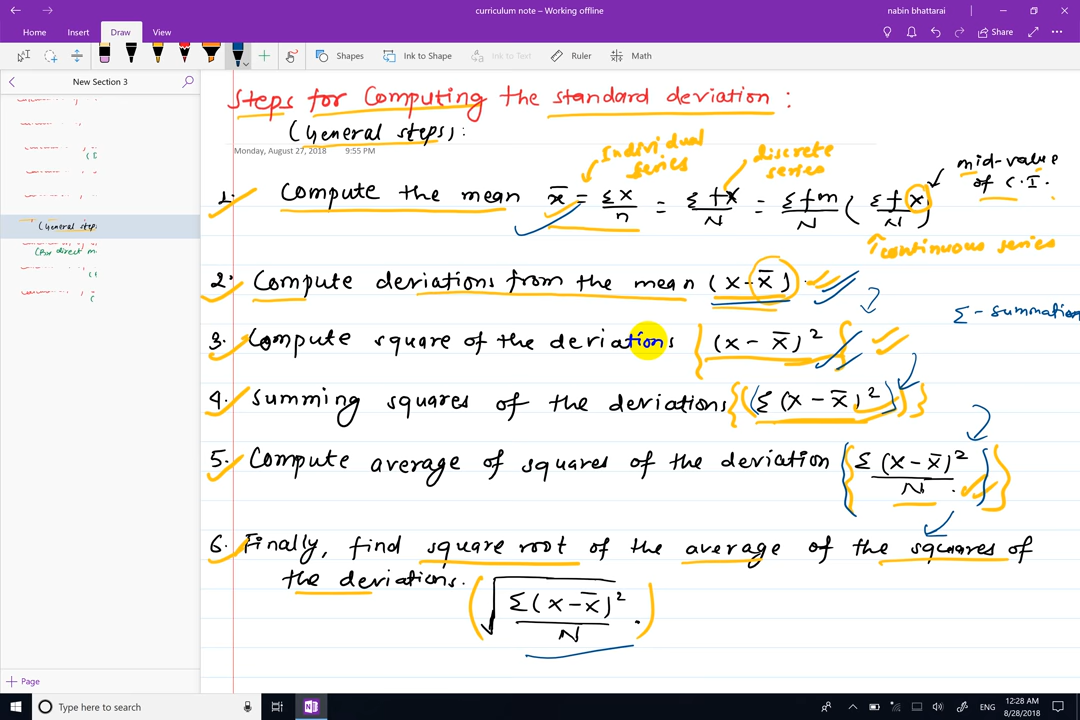 curriculum note – Working offline
nabin bhattarai
Home Insert Draw View
Share
Shapes Ink to Shape Ink to Text Ruler Math
New Section 3
Steps for Computing the standard deviation :
(General steps):
Monday, August 27, 2018 9:55 PM
Individual series
discrete series
mid-value of C.I.
1. Compute the mean x̄ = Σx/n = Σfx/N = Σfm/N (Σfx/N)
continuous series
2. Compute deviations from the mean (x-x̄).
Σ - summation
3. Compute square of the deviations {(x - x̄)²}
4. Summing squares of the deviations {(Σ(x-x̄)²)}
5. Compute average of squares of the deviation {Σ(x-x̄)²/N}
6. Finally, find square root of the average of the squares of
the deviations. (√Σ(x-x̄)²/N)
(General step
(For direct m
Page
Type here to search
ENG
12:28 AM
8/28/2018